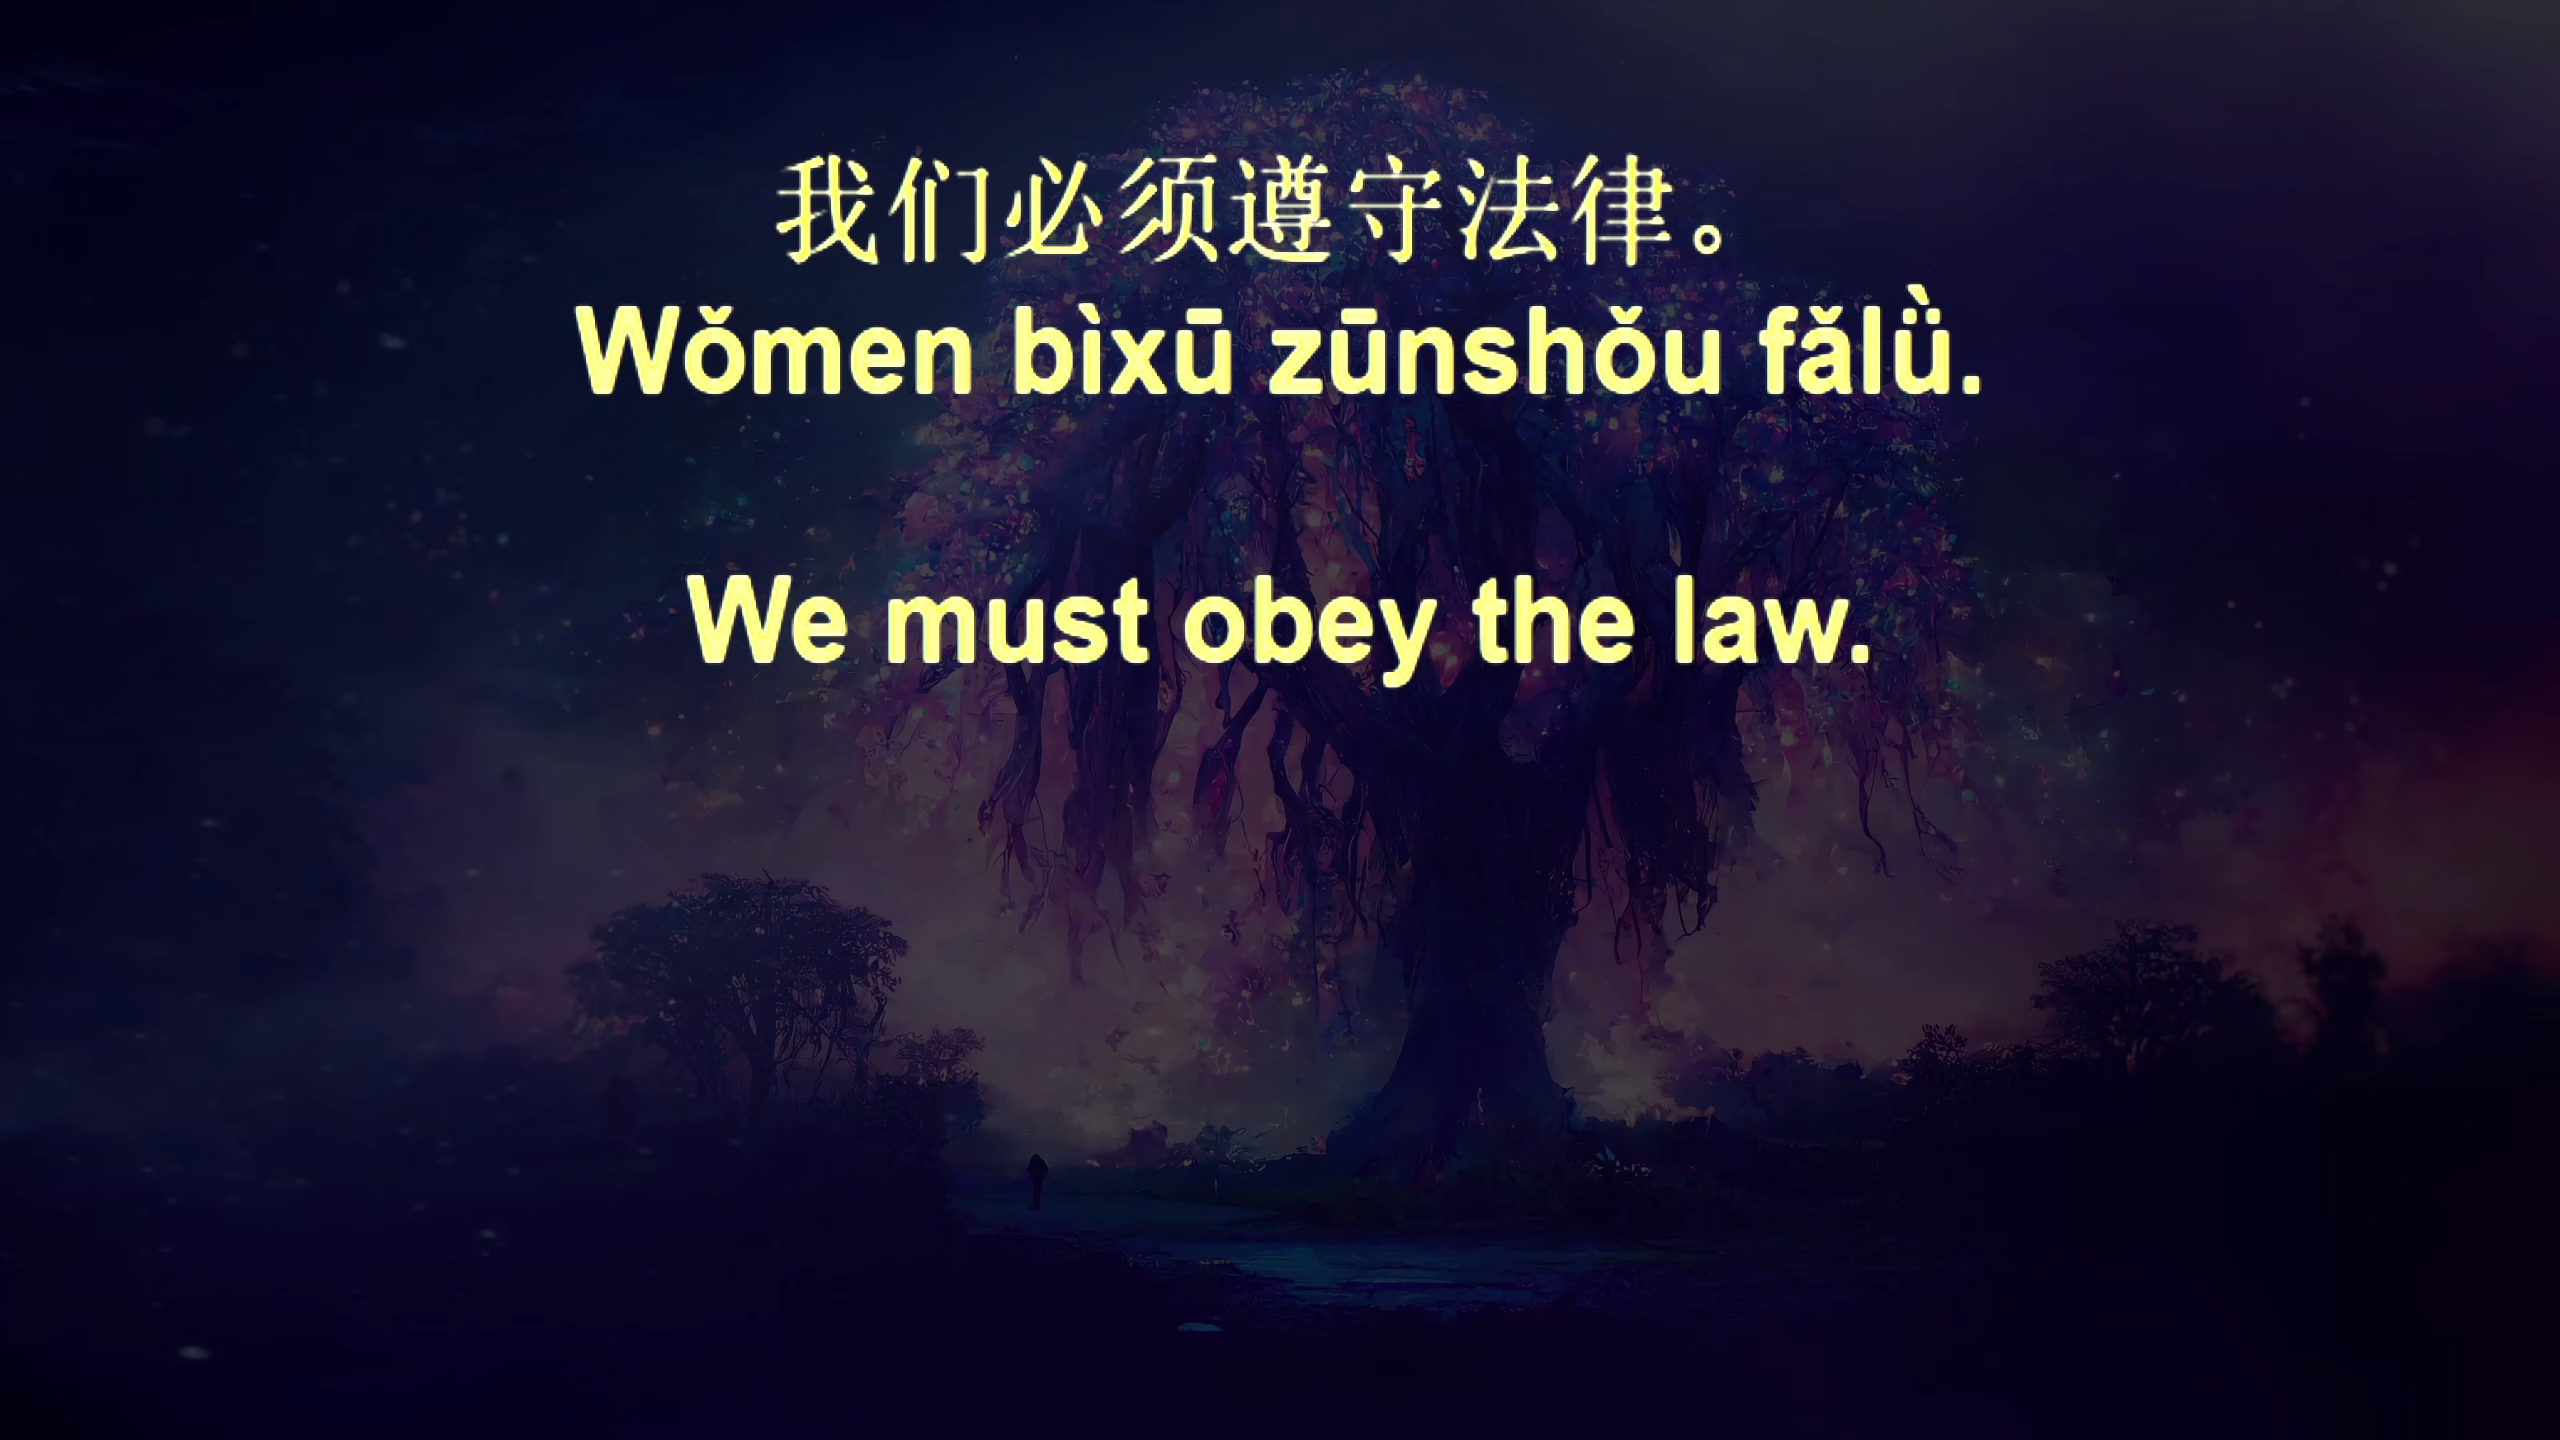 我们必须遵守法律。
Wǒmen bìxū zūnshǒu fǎlǜ.
We must obey the law.